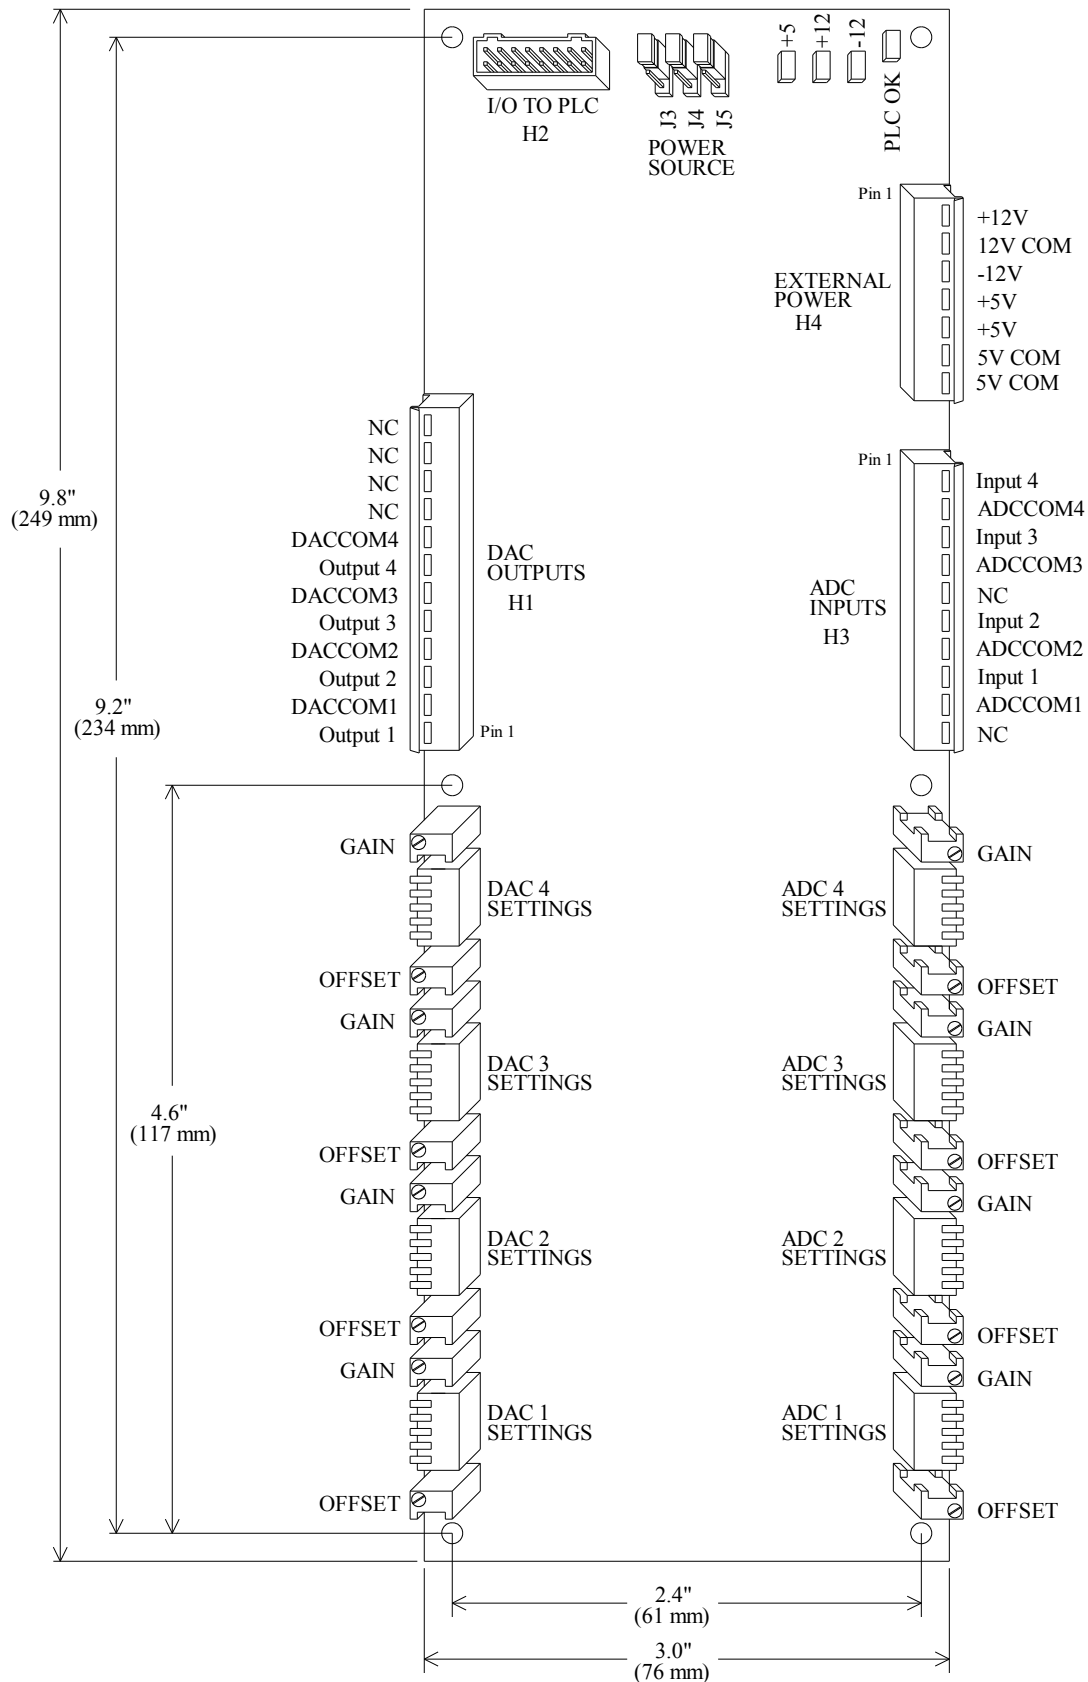 +5
+12
-12
PLC OK
I/O TO PLC
H2
J3
J4
J5
POWER
SOURCE
Pin 1
+12V
12V COM
-12V
+5V
+5V
5V COM
5V COM
EXTERNAL
POWER
H4
NC
NC
NC
NC
DACCOM4
Output 4
DACCOM3
Output 3
DACCOM2
Output 2
DACCOM1
Output 1
Pin 1
DAC
OUTPUTS
H1
Pin 1
Input 4
ADCCOM4
Input 3
ADCCOM3
NC
Input 2
ADCCOM2
Input 1
ADCCOM1
NC
ADC
INPUTS
H3
9.8"
(249 mm)
9.2"
(234 mm)
4.6"
(117 mm)
GAIN
DAC 4
SETTINGS
OFFSET
GAIN
DAC 3
SETTINGS
OFFSET
GAIN
DAC 2
SETTINGS
OFFSET
GAIN
DAC 1
SETTINGS
OFFSET
GAIN
ADC 4
SETTINGS
OFFSET
GAIN
ADC 3
SETTINGS
OFFSET
GAIN
ADC 2
SETTINGS
OFFSET
GAIN
ADC 1
SETTINGS
OFFSET
2.4"
(61 mm)
3.0"
(76 mm)